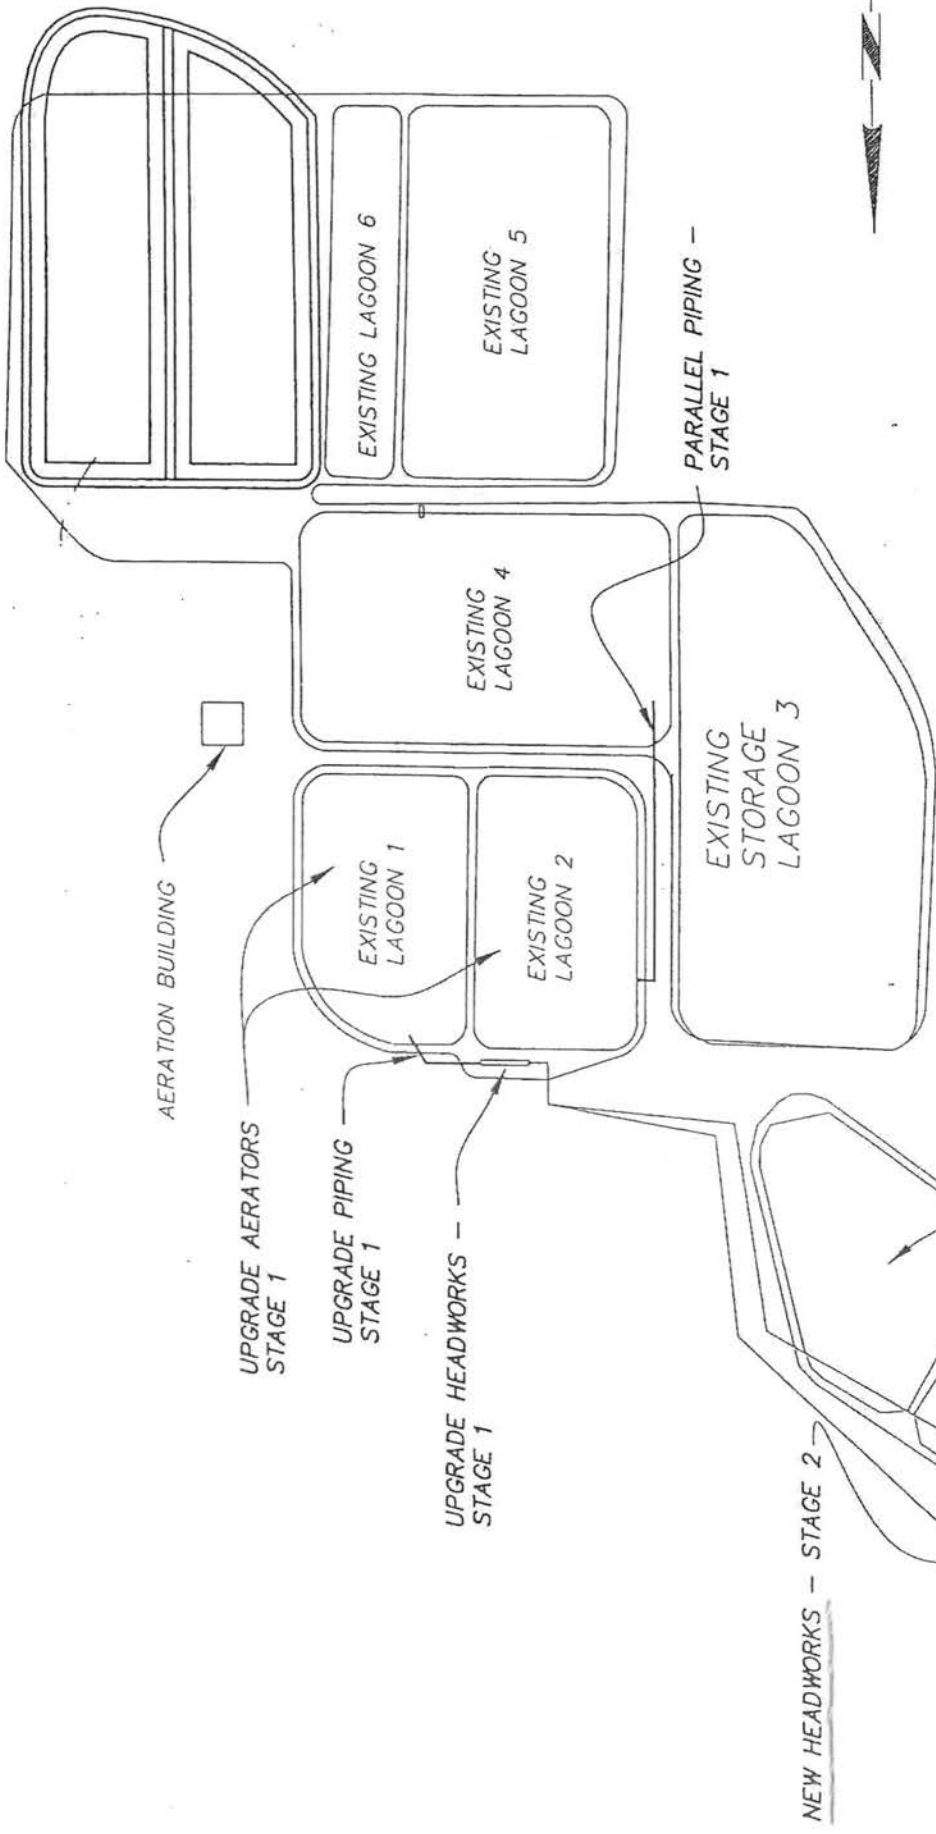 AERATION BUILDING
UPGRADE AERATORS
STAGE 1
UPGRADE PIPING —
STAGE 1
UPGRADE HEADWORKS —
STAGE 1
NEW HEADWORKS — STAGE 2
EXISTING
LAGOON 1
EXISTING
LAGOON 2
EXISTING
STORAGE
LAGOON 3
EXISTING
LAGOON 4
EXISTING
LAGOON 5
EXISTING LAGOON 6
PARALLEL PIPING —
STAGE 1
N